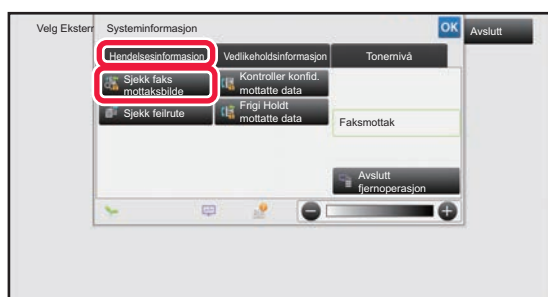 Velg Ekstern
Systeminformasjon
OK
Avslutt
Hendelsesinformasjon
Vedlikeholdsinformasjon
Tonernivå
Sjekk faks
mottaksbilde
Kontroller konfid.
mottatte data
Sjekk feilrute
Frigi Holdt
mottatte data
Faksmottak
Avslutt
fjernoperasjon